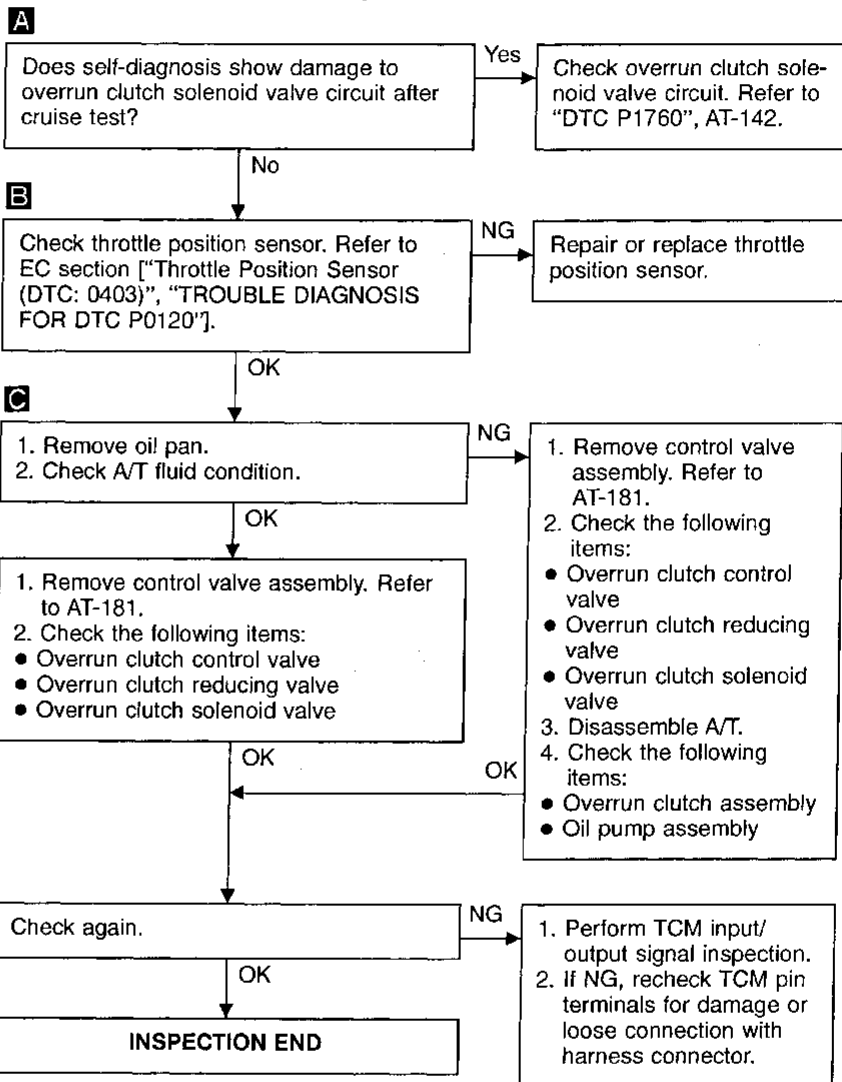 A
Does self-diagnosis show damage to
overrun clutch solenoid valve circuit after
cruise test?
Yes
Check overrun clutch sole-
noid valve circuit. Refer to
“DTC P1760”, AT-142.
No
B
Check throttle position sensor. Refer to
EC section [“Throttle Position Sensor
(DTC: 0403)”, “TROUBLE DIAGNOSIS
FOR DTC P0120”].
NG
Repair or replace throttle
position sensor.
OK
C
1. Remove oil pan.
2. Check A/T fluid condition.
NG
1. Remove control valve
assembly. Refer to
AT-181.
2. Check the following
items:
● Overrun clutch control
valve
● Overrun clutch reducing
valve
● Overrun clutch solenoid
valve
3. Disassemble A/T.
4. Check the following
items:
● Overrun clutch assembly
● Oil pump assembly
OK
1. Remove control valve assembly. Refer
to AT-181.
2. Check the following items:
● Overrun clutch control valve
● Overrun clutch reducing valve
● Overrun clutch solenoid valve
OK
OK
Check again.
NG
1. Perform TCM input/
output signal inspection.
2. If NG, recheck TCM pin
terminals for damage or
loose connection with
harness connector.
OK
INSPECTION END